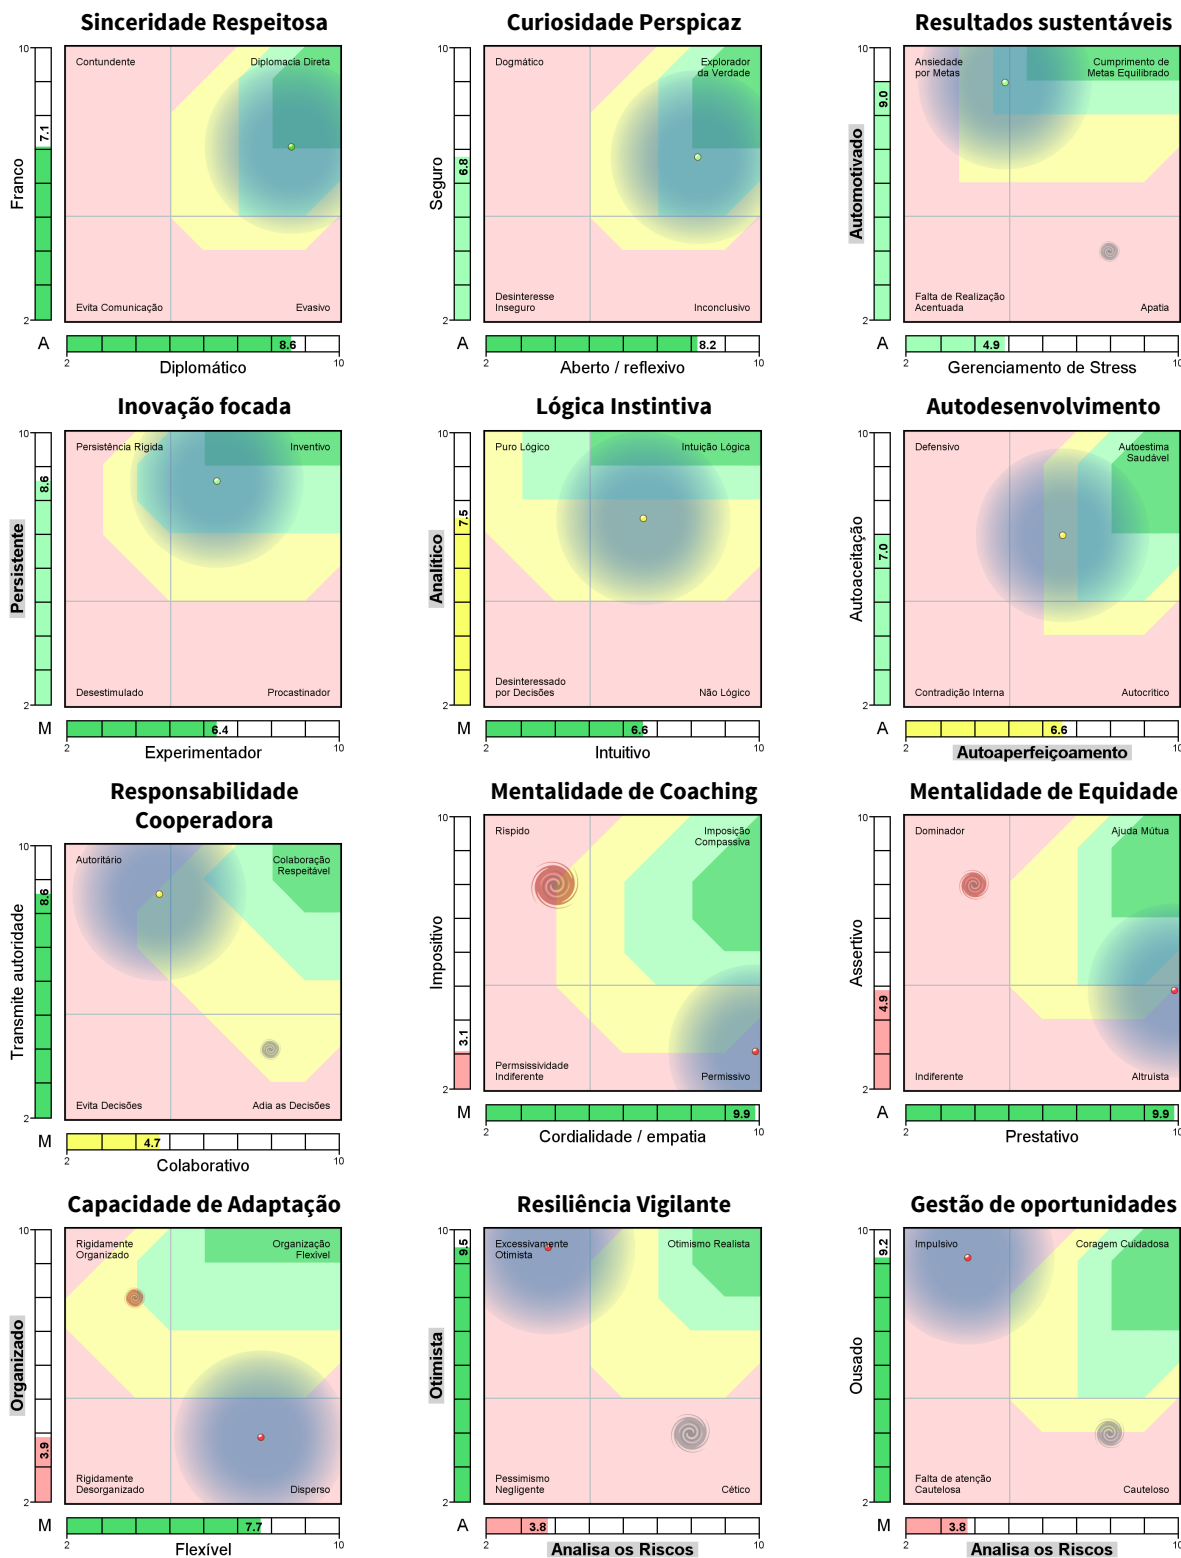 Sinceridade Respeitosa
10
Contundente
Diplomacia Direta
7.1
Franco
Evita Comunicação
Evasivo
2
A
8.6
2
10
Diplomático
Curiosidade Perspicaz
10
Dogmático
Explorador
da Verdade
6.8
Seguro
Desinteresse
Inseguro
Inconclusivo
2
A
8.2
2
10
Aberto / reflexivo
Resultados sustentáveis
10
Ansiedade
por Metas
Cumprimento de
Metas Equilibrado
9.0
Automotivado
Falta de Realização
Acentuada
Apatia
2
A
4.9
2
10
Gerenciamento de Stress
Inovação focada
10
Persistência Rigida
Inventivo
8.6
Persistente
Desestimulado
Procastinador
2
M
6.4
2
10
Experimentador
Lógica Instintiva
10
Puro Lógico
Intuição Lógica
7.5
Analítico
Desinteressado
por Decisões
Não Lógico
2
M
6.6
2
10
Intuitivo
Autodesenvolvimento
10
Defensivo
Autoestima
Saudável
7.0
Autoaceitação
Contradição Interna
Autocritico
2
A
6.6
2
10
Autoaperfeiçoamento
Responsabilidade
Cooperadora
10
Autoritário
Colaboração
Respeitável
8.6
Transmite autoridade
Evita Decisões
Adia as Decisões
2
M
4.7
2
10
Colaborativo
Mentalidade de Coaching
10
Ríspido
Imposição
Compassiva
3.1
Impositivo
Permsissividade
Indiferente
Permissivo
2
M
9.9
2
10
Cordialidade / empatia
Mentalidade de Equidade
10
Dominador
Ajuda Mútua
4.9
Assertivo
Indiferente
Altruìsta
2
A
9.9
2
10
Prestativo
Capacidade de Adaptação
10
Rigidamente
Organizado
Organização
Flexível
3.9
Organizado
Rigidamente
Desorganizado
Disperso
2
M
7.7
2
10
Flexível
Resiliência Vigilante
10
Excessivamente
Otimista
Otimismo Realista
9.5
Otimista
Pessimismo
Negligente
Cético
2
A
3.8
2
10
Analisa os Riscos
Gestão de oportunidades
10
Impulsivo
Coragem Cuidadosa
9.2
Ousado
Falta de atenção
Cautelosa
Cauteloso
2
M
3.8
2
10
Analisa os Riscos